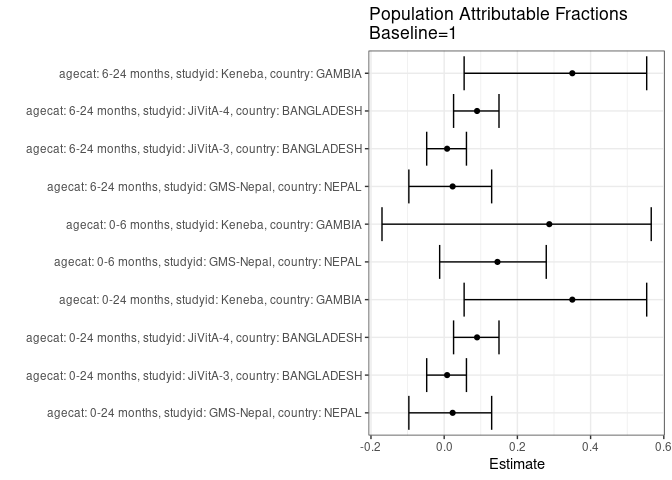 Population Attributable Fractions
Baseline=1
agecat: 6-24 months, studyid: Keneba, country: GAMBIA
agecat: 6-24 months, studyid: JiVitA-4, country: BANGLADESH
agecat: 6-24 months, studyid: JiVitA-3, country: BANGLADESH
agecat: 6-24 months, studyid: GMS-Nepal, country: NEPAL
agecat: 0-6 months, studyid: Keneba, country: GAMBIA
agecat: 0-6 months, studyid: GMS-Nepal, country: NEPAL
agecat: 0-24 months, studyid: Keneba, country: GAMBIA
agecat: 0-24 months, studyid: JiVitA-4, country: BANGLADESH
agecat: 0-24 months, studyid: JiVitA-3, country: BANGLADESH
agecat: 0-24 months, studyid: GMS-Nepal, country: NEPAL
-0.2 0.0 0.2 0.4 0.6
Estimate